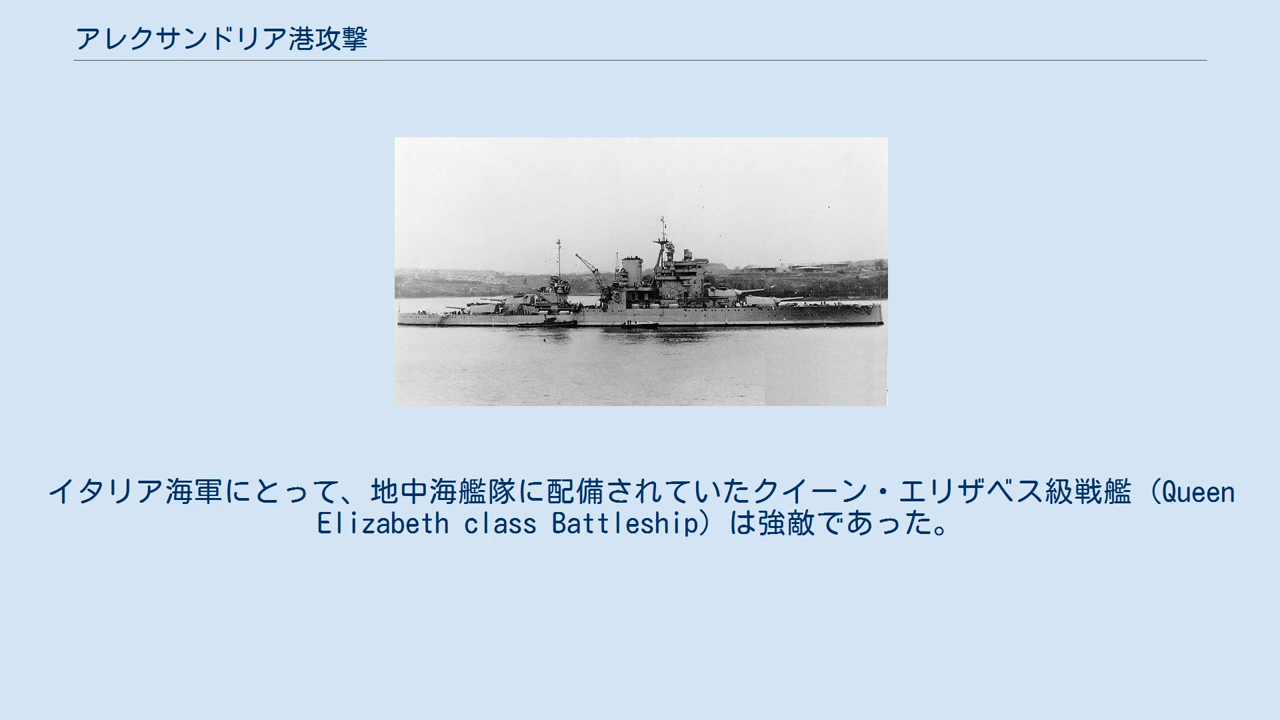 アレクサンドリア港攻撃
イタリア海軍にとって、地中海艦隊に配備されていたクイーン・エリザベス級戦艦（Queen
Elizabeth class Battleship）は強敵であった。